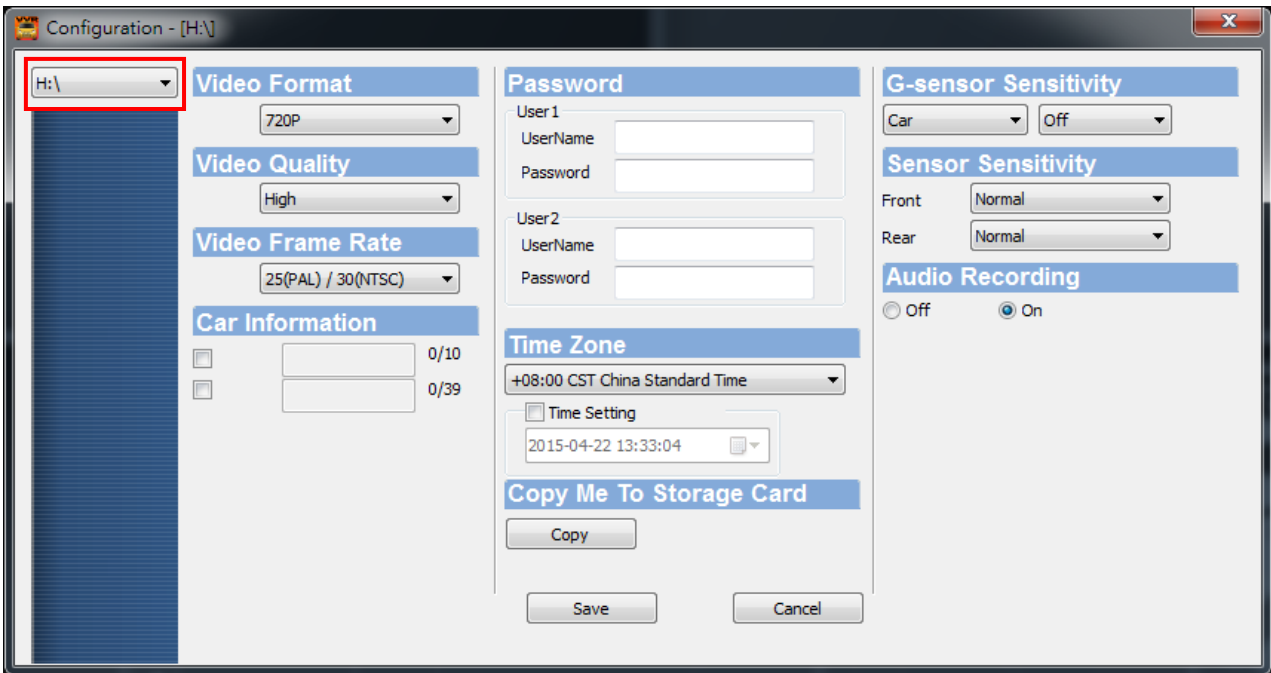 Configuration - [H:\]
x
H:\
Video Format
720P
Video Quality
High
Video Frame Rate
25(PAL) / 30(NTSC)
Car Information
0/10
0/39
Password
User1
UserName
Password
User2
UserName
Password
Time Zone
+08:00 CST China Standard Time
Time Setting
2015-04-22 13:33:04
Copy Me To Storage Card
Copy
Save Cancel
G-sensor Sensitivity
Car Off
Sensor Sensitivity
Front Normal
Rear Normal
Audio Recording
Off On